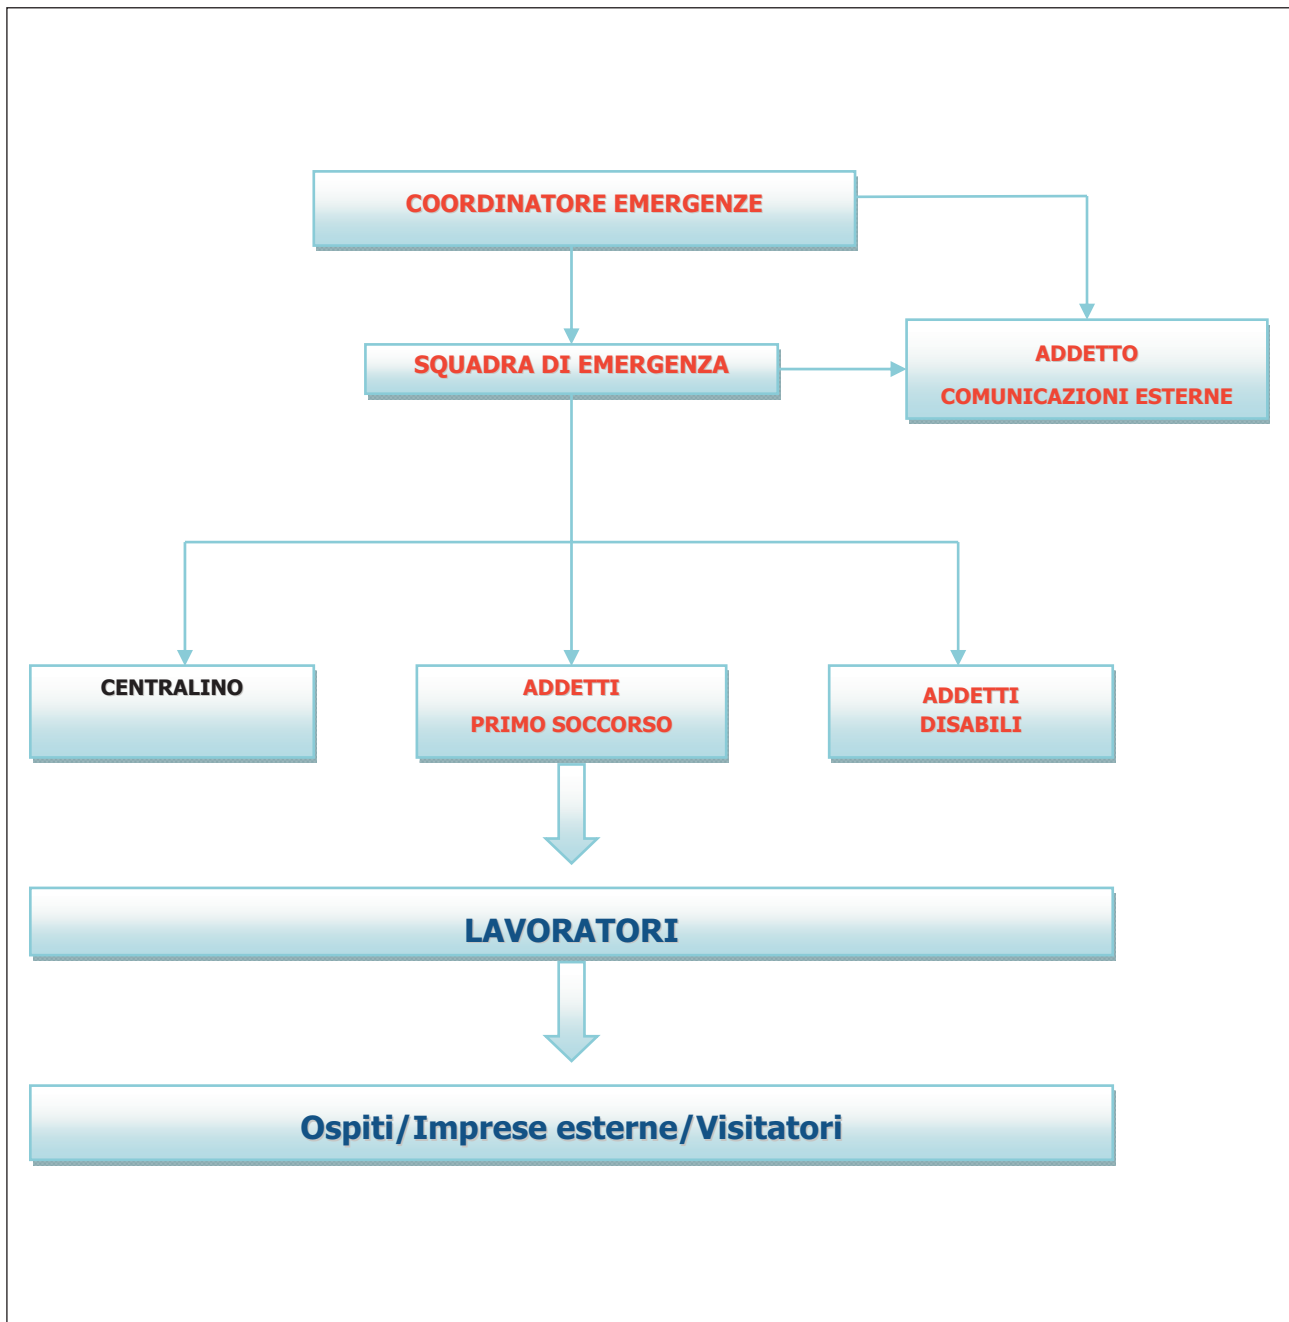 COORDINATORE EMERGENZE
SQUADRA DI EMERGENZA
ADDETTO
COMUNICAZIONI ESTERNE
CENTRALINO
ADDETTI
PRIMO SOCCORSO
ADDETTI
DISABILI
LAVORATORI
Ospiti/Imprese esterne/Visitatori